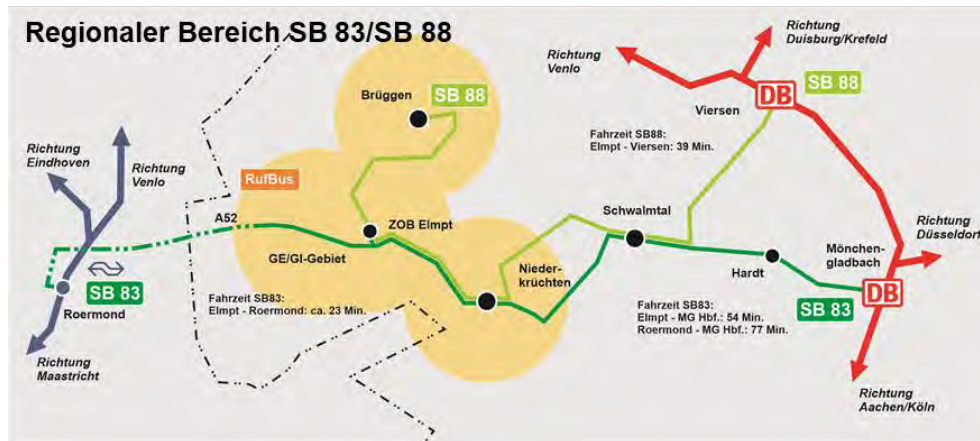 Regionaler Bereich SB 83/SB 88
Richtung
Duisburg/Krefeld
Richtung
Venlo
DB
SB 88
Viersen
Brüggen
SB 88
Fahrzeit SB88:
Elmpt - Viersen: 39 Min.
Richtung
Eindhoven
Richtung
Venlo
RufBus
A52
ZOB Elmpt
GE/GI-Gebiet
Schwalmtal
Richtung
Düsseldorf
Mönchen-
gladbach
Hardt
Nieder-
krüchten
SB 83
Roermond
Fahrzeit SB83:
Elmpt - Roermond: ca. 23 Min.
Fahrzeit SB83:
Elmpt - MG Hbf.: 54 Min.
Roermond - MG Hbf.: 77 Min.
SB 83
DB
Richtung
Maastricht
Richtung
Aachen/Köln